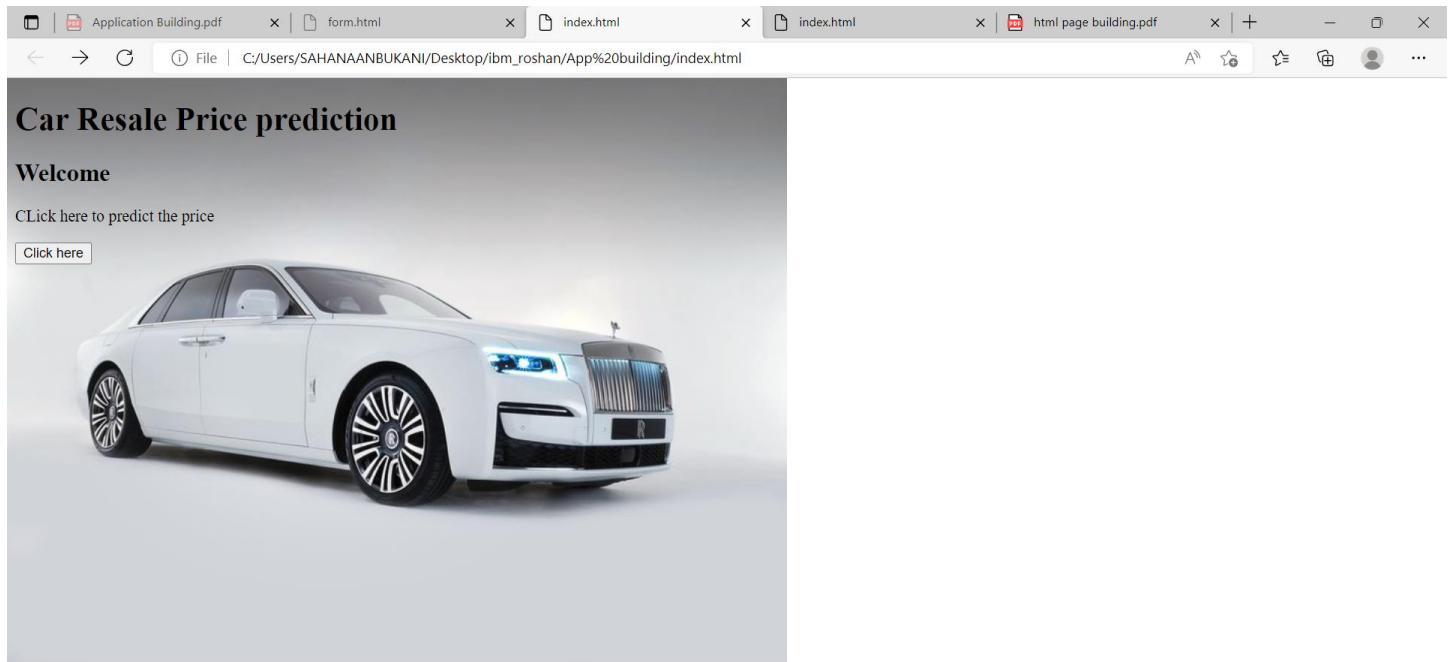 Application Building.pdf
form.html
index.html
index.html
html page building.pdf
File
C:/Users/SAHANAANBUKANI/Desktop/ibm_roshan/App%20building/index.html
Car Resale Price prediction
Welcome
CLick here to predict the price
Click here